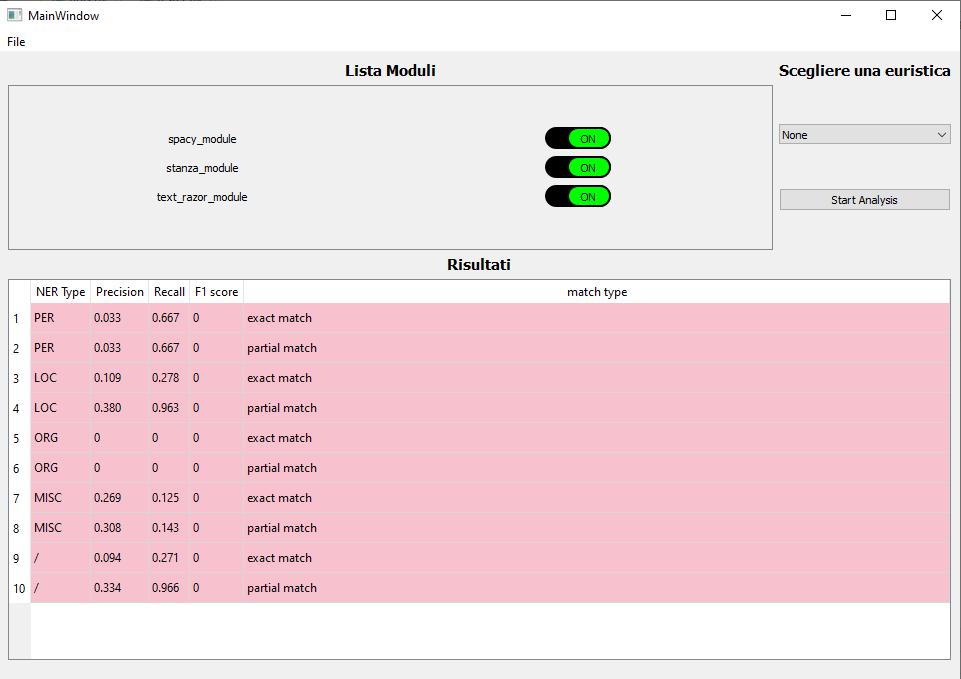 MainWindow
File
Lista Moduli
Scegliere una euristica
spacy_module ON
stanza_module ON
text_razor_module ON
None
Start Analysis
Risultati
NER Type Precision Recall F1 score match type
1 PER 0.033 0.667 0 exact match
2 PER 0.033 0.667 0 partial match
3 LOC 0.109 0.278 0 exact match
4 LOC 0.380 0.963 0 partial match
5 ORG 0 0 0 exact match
6 ORG 0 0 0 partial match
7 MISC 0.269 0.125 0 exact match
8 MISC 0.308 0.143 0 partial match
9 / 0.094 0.271 0 exact match
10 / 0.334 0.966 0 partial match